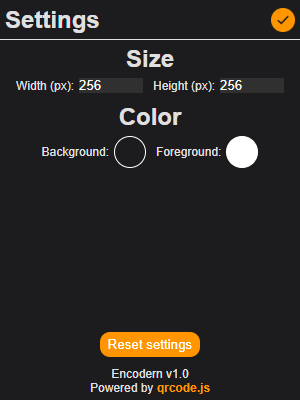 Settings
Size
Width (px): 256 Height (px): 256
Color
Background: Foreground:
Reset settings
Encodern v1.0
Powered by qrcode.js